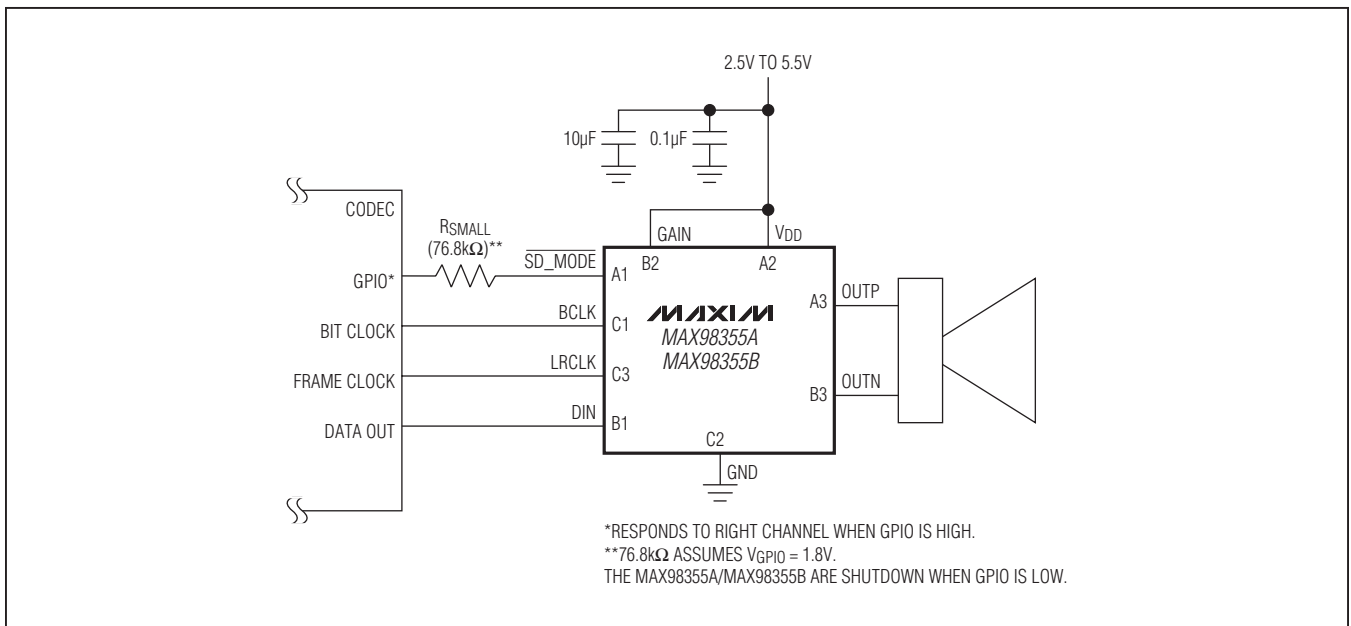 2.5V TO 5.5V
10µF
0.1µF
CODEC
RSMALL
(76.8kΩ)**
SD_MODE
GAIN
VDD
B2
A2
GPIO*
A1
A3
OUTP
MAXIM
MAX98355A
MAX98355B
BIT CLOCK
BCLK
C1
FRAME CLOCK
LRCLK
C3
B3
OUTN
DATA OUT
DIN
B1
C2
GND
*RESPONDS TO RIGHT CHANNEL WHEN GPIO IS HIGH.
**76.8kΩ ASSUMES VGPIO = 1.8V.
THE MAX98355A/MAX98355B ARE SHUTDOWN WHEN GPIO IS LOW.